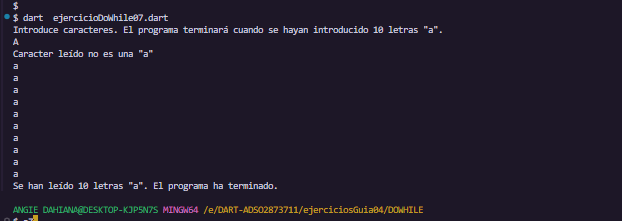 $
$ dart  ejercicioDoWhile07.dart
Introduce caracteres. El programa terminará cuando se hayan introducido 10 letras "a".
A
Caracter leído no es una "a"
a
a
a
a
a
a
a
a
a
a
Se han leído 10 letras "a". El programa ha terminado.
ANGIE DAHIANA@DESKTOP-KJP5N7S MINGW64 /e/DART-ADSO2873711/ejerciciosGuia04/DOWHILE
$